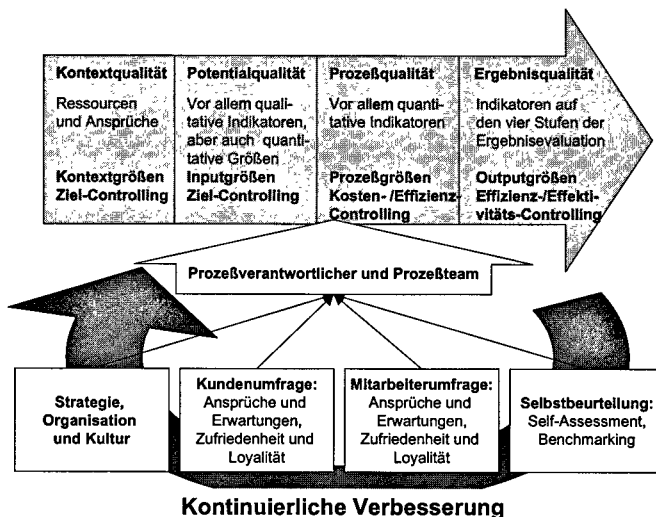 Kontextqualität
Ressourcen
und Ansprüche
Kontextgrößen
Ziel-Controlling
Potentialqualität
Vor allem quali-
tative Indikatoren,
aber auch quanti-
tative Größen
Inputgrößen
Ziel-Controlling
Prozeßqualität
Vor allem quanti-
tative Indikatoren
Prozeßgrößen
Kosten- /Effizienz-
Controlling
Ergebnisqualität
Indikatoren auf
den vier Stufen der
Ergebnisevaluation
Outputgrößen
Effizienz-/Effekti-
vitäts-Controlling
Prozeßverantwortlicher und Prozeßteam
Strategie,
Organisation
und Kultur
Kundenumfrage:
Ansprüche und
Erwartungen,
Zufriedenheit und
Loyalität
Mitarbeiterumfrage:
Ansprüche und
Erwartungen,
Zufriedenheit und
Loyalität
Selbstbeurteilung:
Self-Assessment,
Benchmarking
Kontinuierliche Verbesserung